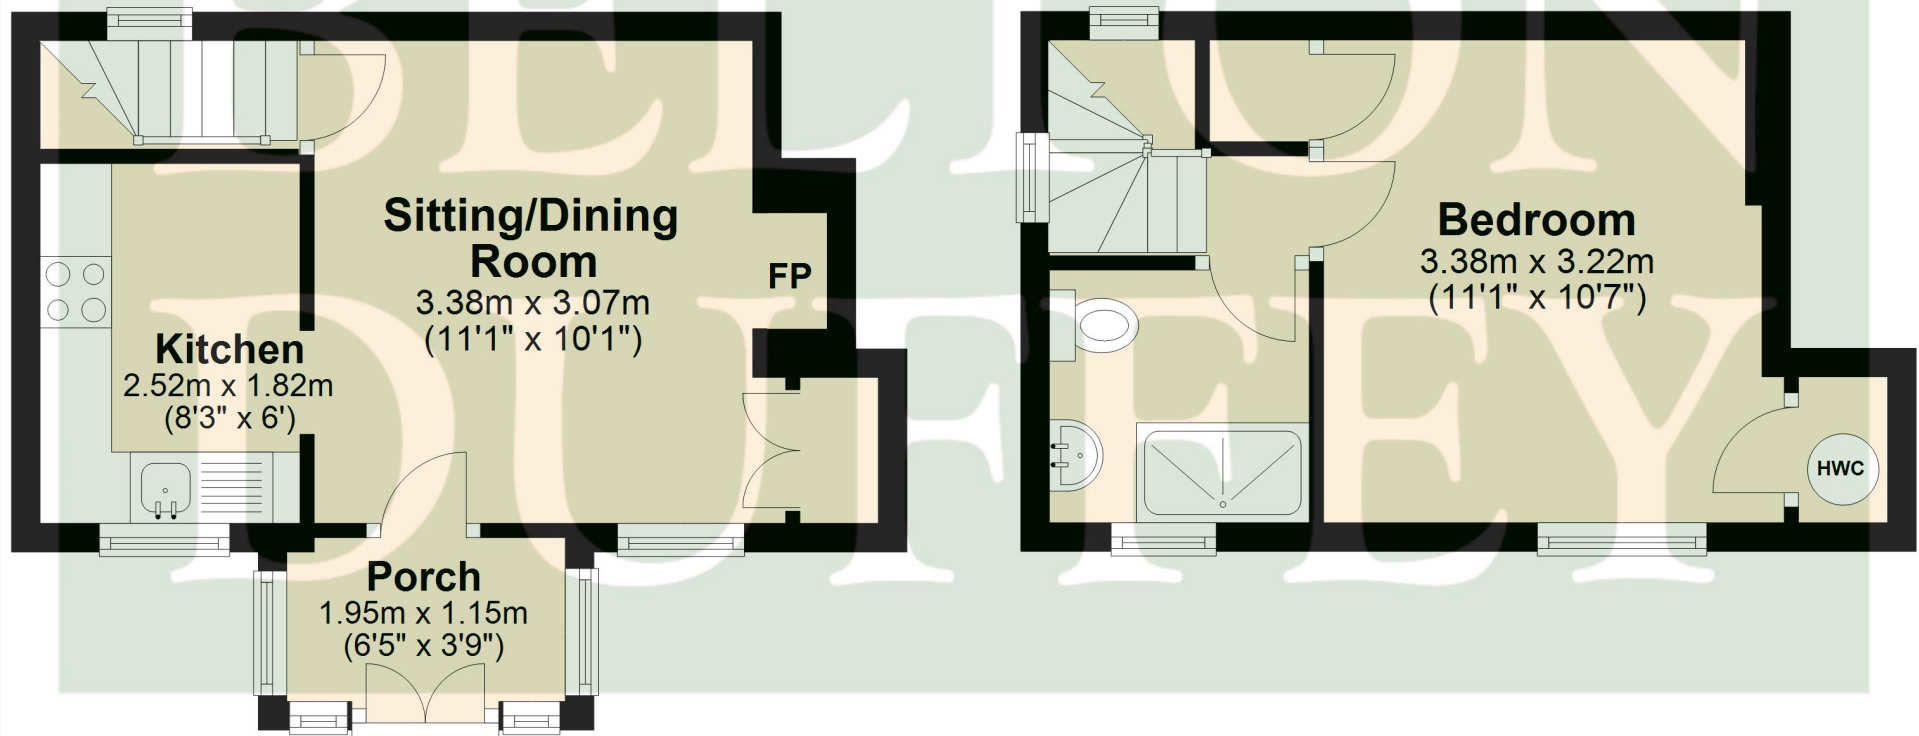 BELTON
DUFFEY
Sitting/Dining
Room
3.38m x 3.07m
(11'1" x 10'1")
FP
Kitchen
2.52m x 1.82m
(8'3" x 6')
Porch
1.95m x 1.15m
(6'5" x 3'9")
Bedroom
3.38m x 3.22m
(11'1" x 10'7")
HWC